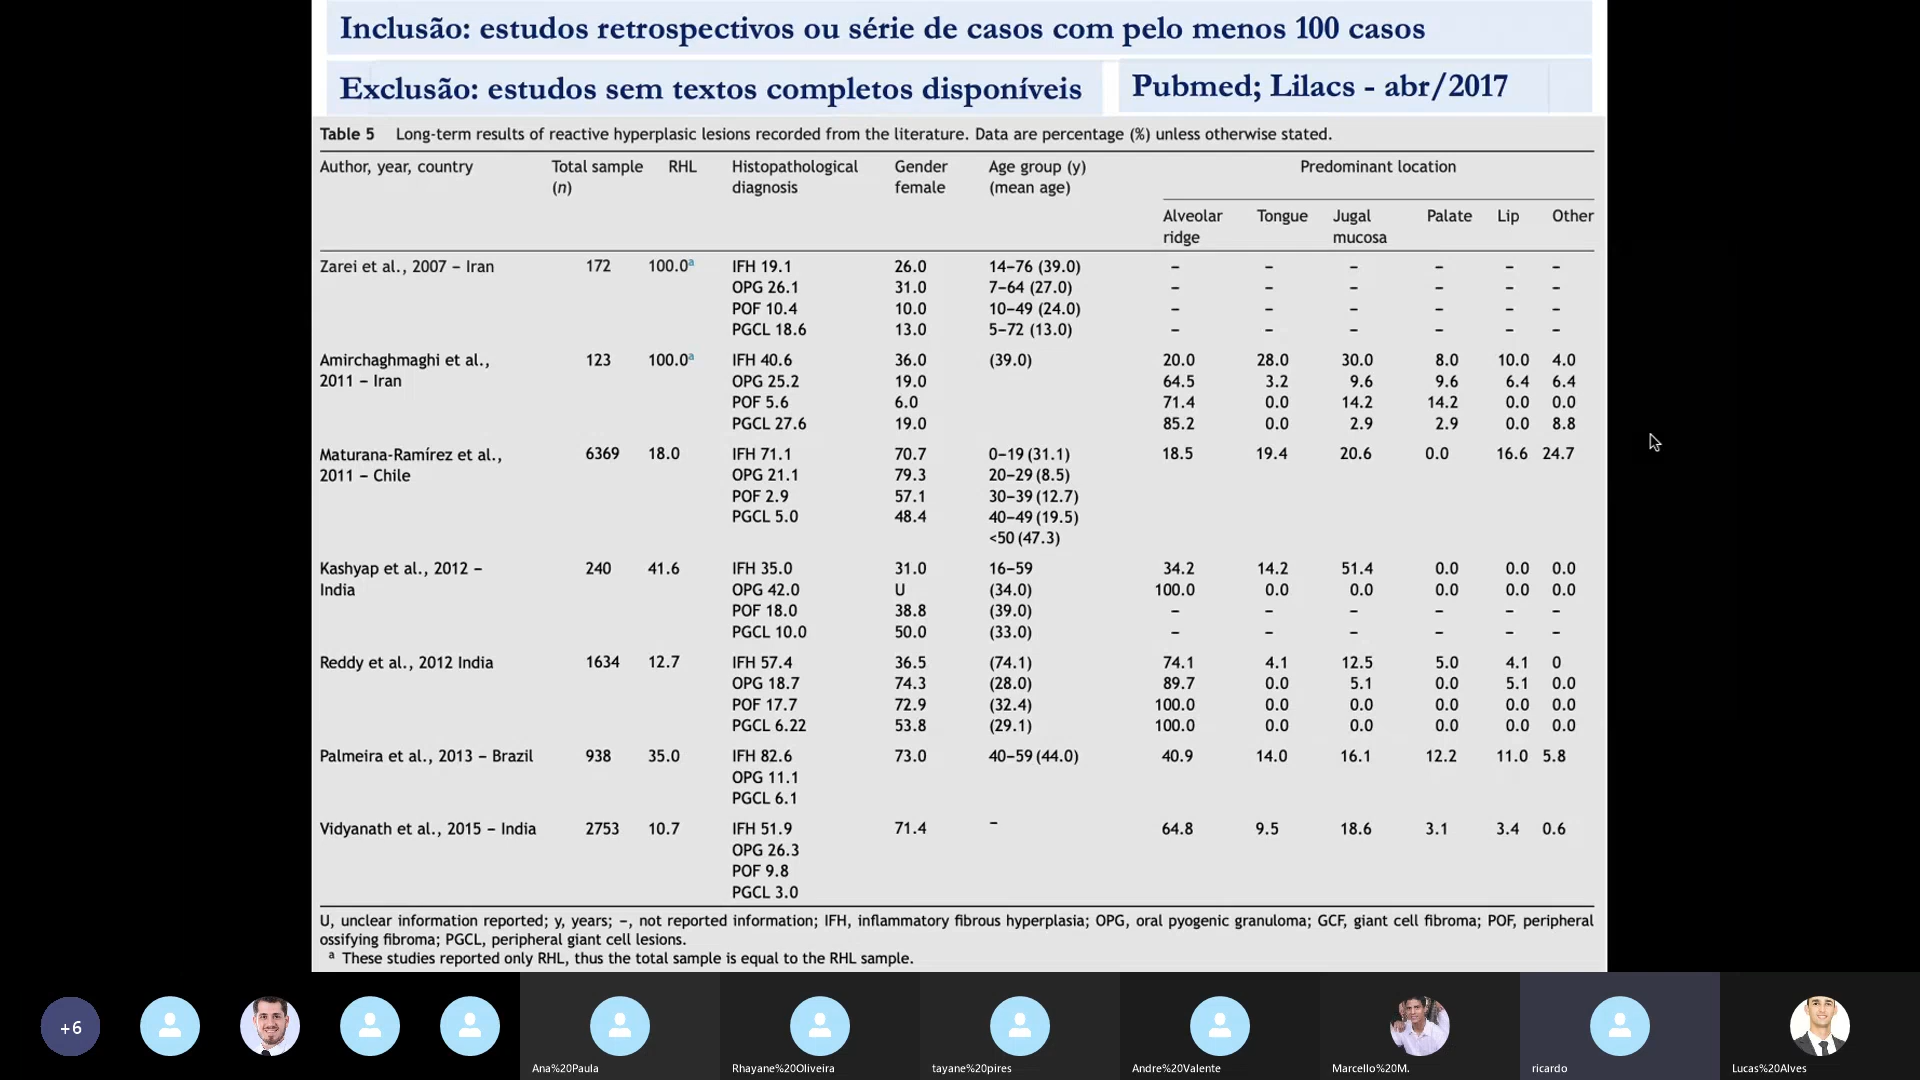 Inclusão: estudos retrospectivos ou série de casos com pelo menos 100 casos
Exclusão: estudos sem textos completos disponíveis Pubmed; Lilacs - abr/2017
Table 5 Long-term results of reactive hyperplasic lesions recorded from the literature. Data are percentage (%) unless otherwise stated.
Author, year, country Total sample RHL Histopathological Gender Age group (y) Predominant location
(n) diagnosis female (mean age)
Alveolar Tongue Jugal Palate Lip Other
ridge mucosa
Zarei et al., 2007 – Iran 172 100.0a IFH 19.1 26.0 14–76 (39.0) – – – – – –
OPG 26.1 31.0 7–64 (27.0) – – – – – –
POF 10.4 10.0 10–49 (24.0) – – – – – –
PGCL 18.6 13.0 5–72 (13.0) – – – – – –
Amirchaghmaghi et al., 123 100.0a IFH 40.6 36.0 (39.0) 20.0 28.0 30.0 8.0 10.0 4.0
2011 – Iran OPG 25.2 19.0 64.5 3.2 9.6 9.6 6.4 6.4
POF 5.6 6.0 71.4 0.0 14.2 14.2 0.0 0.0
PGCL 27.6 19.0 85.2 0.0 2.9 2.9 0.0 8.8
Maturana-Ramírez et al., 6369 18.0 IFH 71.1 70.7 0–19 (31.1) 18.5 19.4 20.6 0.0 16.6 24.7
2011 – Chile OPG 21.1 79.3 20–29 (8.5)
POF 2.9 57.1 30–39 (12.7)
PGCL 5.0 48.4 40–49 (19.5)
<50 (47.3)
Kashyap et al., 2012 – 240 41.6 IFH 35.0 31.0 16–59 34.2 14.2 51.4 0.0 0.0 0.0
India OPG 42.0 U (34.0) 100.0 0.0 0.0 0.0 0.0 0.0
POF 18.0 38.8 (39.0) – – – – – –
PGCL 10.0 50.0 (33.0) – – – – – –
Reddy et al., 2012 India 1634 12.7 IFH 57.4 36.5 (74.1) 74.1 4.1 12.5 5.0 4.1 0
OPG 18.7 74.3 (28.0) 89.7 0.0 5.1 0.0 5.1 0.0
POF 17.7 72.9 (32.4) 100.0 0.0 0.0 0.0 0.0 0.0
PGCL 6.22 53.8 (29.1) 100.0 0.0 0.0 0.0 0.0 0.0
Palmeira et al., 2013 – Brazil 938 35.0 IFH 82.6 73.0 40–59 (44.0) 40.9 14.0 16.1 12.2 11.0 5.8
OPG 11.1
PGCL 6.1
Vidyanath et al., 2015 – India 2753 10.7 IFH 51.9 71.4 – 64.8 9.5 18.6 3.1 3.4 0.6
OPG 26.3
POF 9.8
PGCL 3.0
U, unclear information reported; y, years; –, not reported information; IFH, inflammatory fibrous hyperplasia; OPG, oral pyogenic granuloma; GCF, giant cell fibroma; POF, peripheral
ossifying fibroma; PGCL, peripheral giant cell lesions.
a These studies reported only RHL, thus the total sample is equal to the RHL sample.
+6
Ana%20Paula Rhayane%20Oliveira tayane%20pires Andre%20Valente Marcello%20M. ricardo Lucas%20Alves